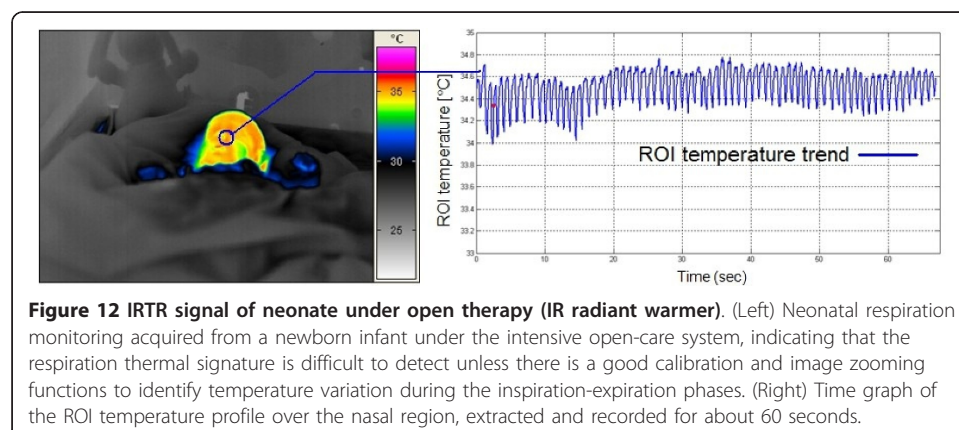 °C
35
30
25
35
34.8
34.6
34.4
34.2
34
33.8
33.6
33.4
33.2
33
ROI temperature [°C]
ROI temperature trend
0
10
20
30
40
50
60
Time (sec)
Figure 12 IRTR signal of neonate under open therapy (IR radiant warmer). (Left) Neonatal respiration
monitoring acquired from a newborn infant under the intensive open-care system, indicating that the
respiration thermal signature is difficult to detect unless there is a good calibration and image zooming
functions to identify temperature variation during the inspiration-expiration phases. (Right) Time graph of
the ROI temperature profile over the nasal region, extracted and recorded for about 60 seconds.